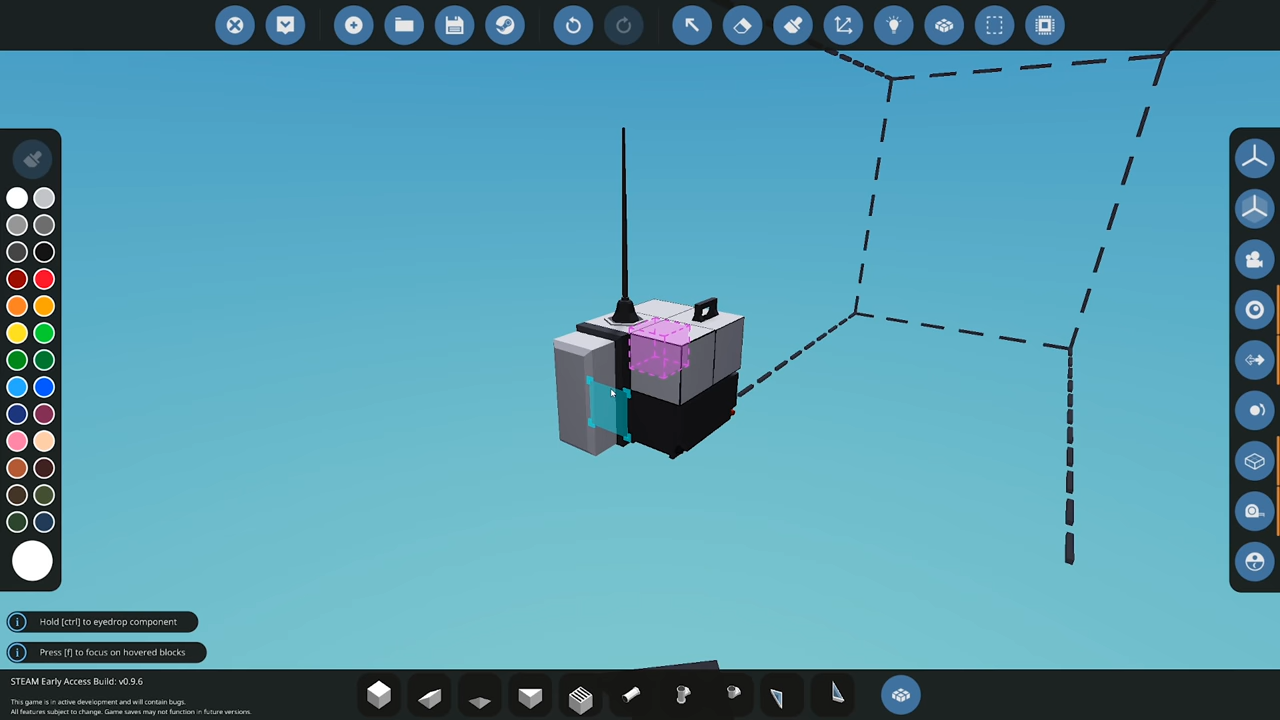 Hold [ctrl] to eyedrop component
Press [f] to focus on hovered blocks
STEAM Early Access Build: v0.9.6
This game is in active development and will contain bugs.
All features subject to change. Game saves may not function in future versions.